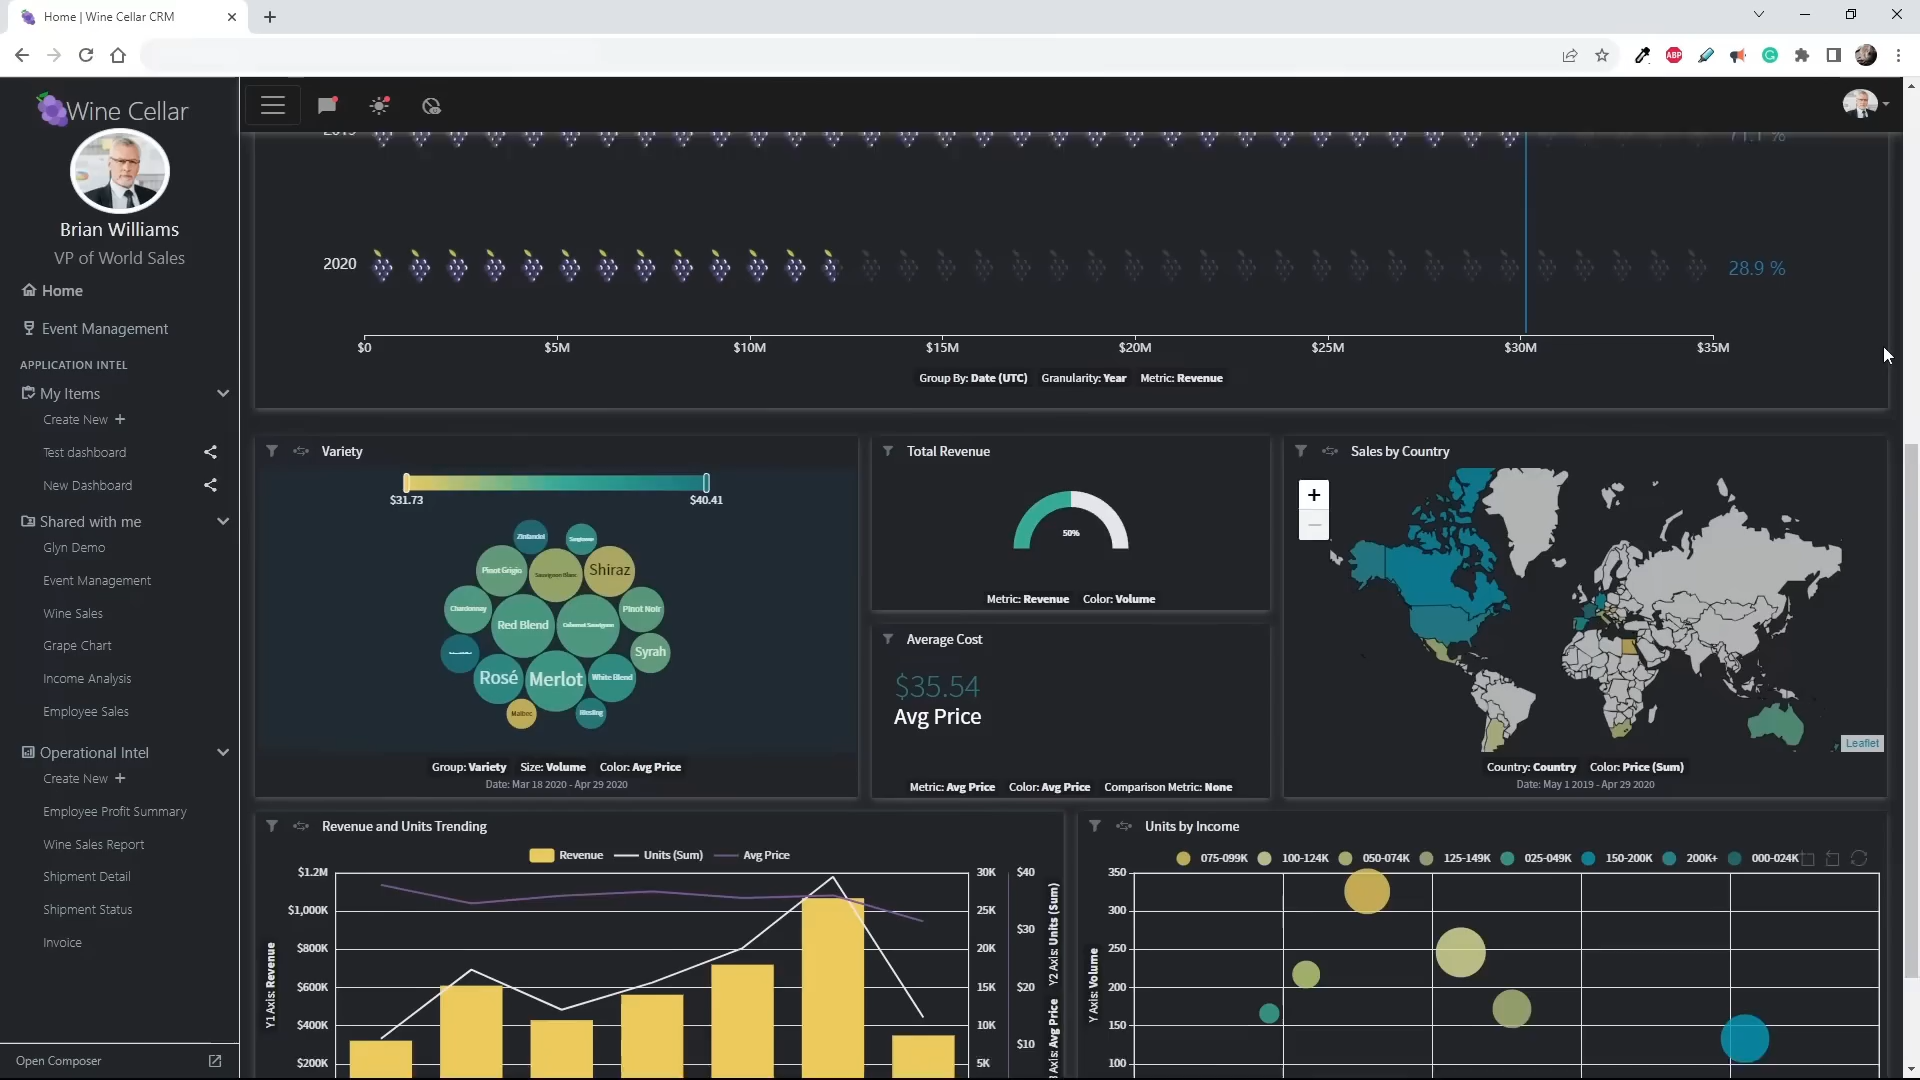 Home | Wine Cellar CRM
ABP
Wine Cellar
Brian Williams
VP of World Sales
Home
Event Management
APPLICATION INTEL
My Items
Create New +
Test dashboard
New Dashboard
Shared with me
Glyn Demo
Event Management
Wine Sales
Grape Chart
Income Analysis
Employee Sales
Operational Intel
Create New +
Employee Profit Summary
Wine Sales Report
Shipment Detail
Shipment Status
Invoice
Open Composer
2019 71.1 %
2020 28.9 %
$0 $5M $10M $15M $20M $25M $30M $35M
Group By: Date (UTC) Granularity: Year Metric: Revenue
Variety
$31.73 $40.41
Zinfandel Sangiovese
Pinot Grigio Sauvignon Blanc Shiraz
Chardonnay Red Blend Cabernet Sauvignon Pinot Noir
Syrah
Rosé Merlot White Blend
Malbec Riesling
Group: Variety Size: Volume Color: Avg Price
Date: Mar 18 2020 - Apr 29 2020
Total Revenue
50%
Metric: Revenue Color: Volume
Average Cost
$35.54
Avg Price
Metric: Avg Price Color: Avg Price Comparison Metric: None
Sales by Country
+
−
Leaflet
Country: Country Color: Price (Sum)
Date: May 1 2019 - Apr 29 2020
Revenue and Units Trending
Revenue Units (Sum) Avg Price
$1.2M 30K $40
$1,000K 25K
$30
$800K 20K
$600K 15K $20
$400K 10K
$10
$200K 5K
Y1 Axis: Revenue
Y2 Axis: Units (Sum)
Axis: Avg Price
Units by Income
075-099K 100-124K 050-074K 125-149K 025-049K 150-200K 200K+ 000-024K
350
300
250
200
150
100
Y Axis: Volume